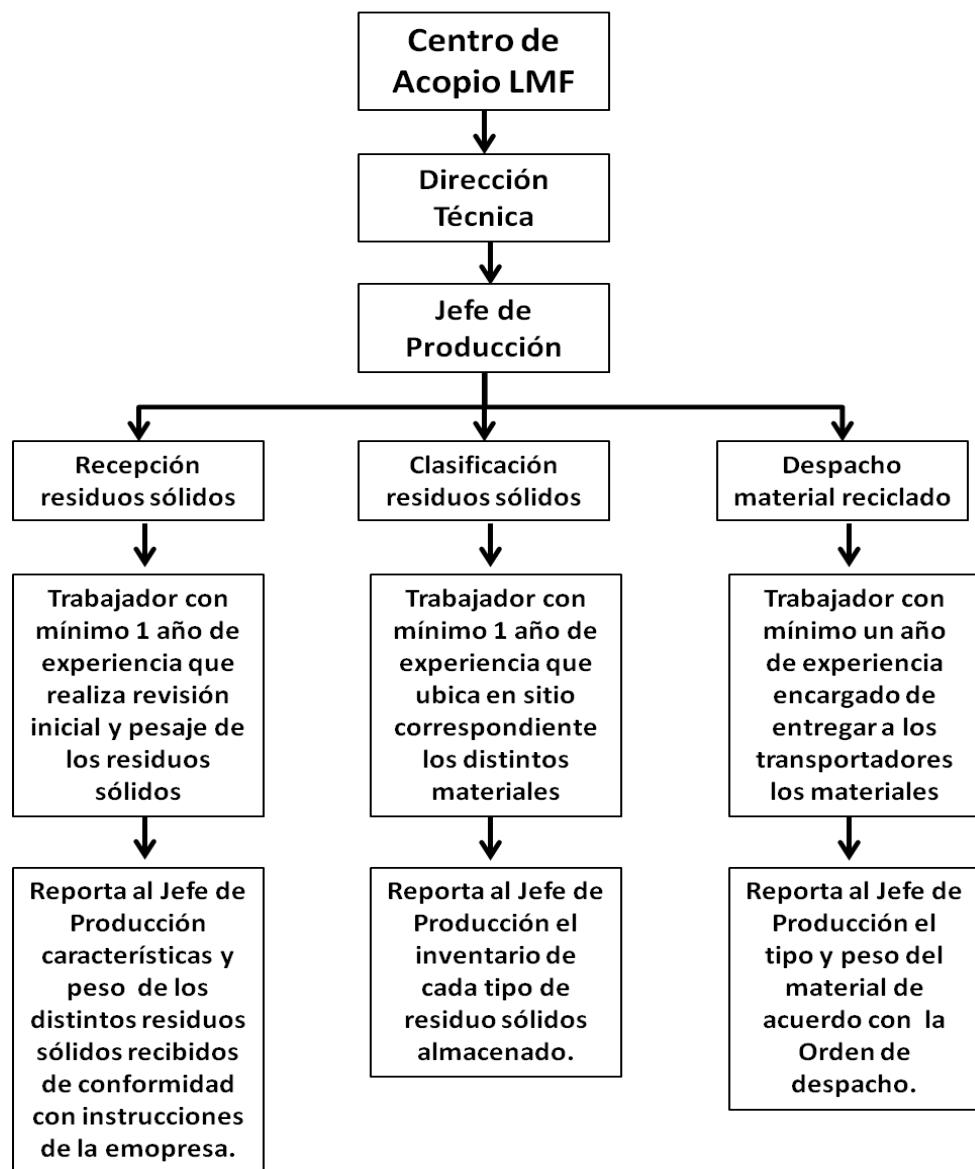 Centro de
Acopio LMF
Dirección
Técnica
Jefe de
Producción
Recepción
residuos sólidos
Clasificación
residuos sólidos
Despacho
material reciclado
Trabajador con
mínimo 1 año de
experiencia que
realiza revisión
inicial y pesaje de
los residuos
sólidos
Trabajador con
mínimo 1 año de
experiencia que
ubica en sitio
correspondiente
los distintos
materiales
Trabajador con
mínimo un año
de experiencia
encargado de
entregar a los
transportadores
los materiales
Reporta al Jefe de
Producción
características y
peso de los
distintos residuos
sólidos recibidos
de conformidad
con instrucciones
de la emopresa.
Reporta al Jefe de
Producción el
inventario de
cada tipo de
residuo sólidos
almacenado.
Reporta al Jefe de
Producción el
tipo y peso del
material de
acuerdo con la
Orden de
despacho.